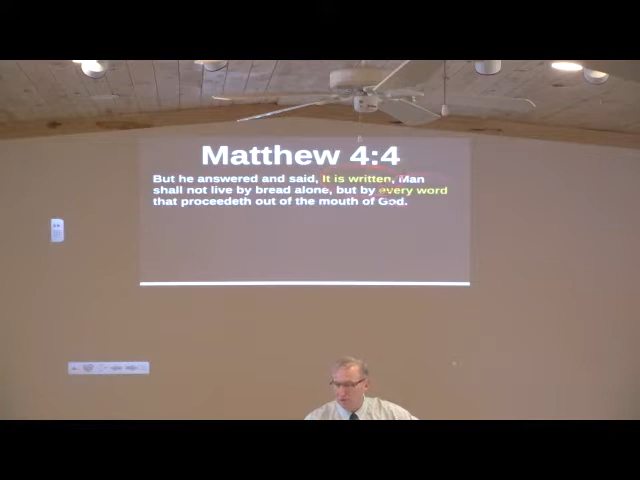 Matthew 4:4
But he answered and said, It is written, Man
shall not live by bread alone, but by every word
that proceedeth out of the mouth of God.